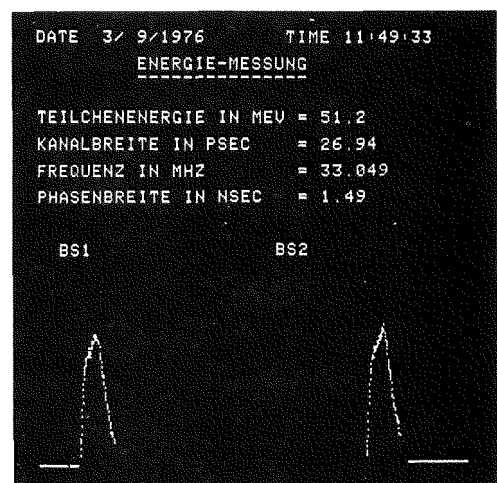 DATE 3/ 9/1976 TIME 11:49:33
ENERGIE-MESSUNG
TEILCHENENERGIE IN MEV = 51.2
KANALBREITE IN PSEC = 26.94
FREQUENZ IN MHZ = 33.049
PHASENBREITE IN NSEC = 1.49
BS1 BS2